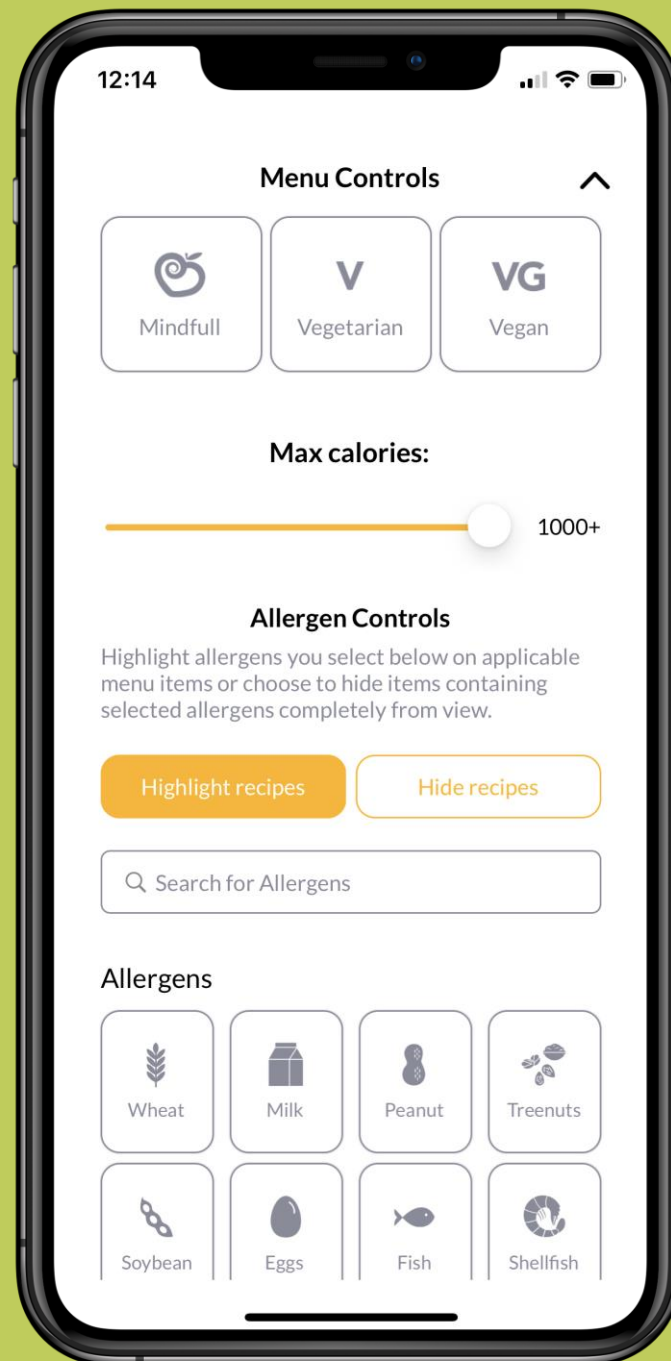 12:14
Menu Controls
Mindfull
V
Vegetarian
VG
Vegan
Max calories:
1000+
Allergen Controls
Highlight allergens you select below on applicable
menu items or choose to hide items containing
selected allergens completely from view.
Highlight recipes
Hide recipes
Search for Allergens
Allergens
Wheat
Milk
Peanut
Treenuts
Soybean
Eggs
Fish
Shellfish